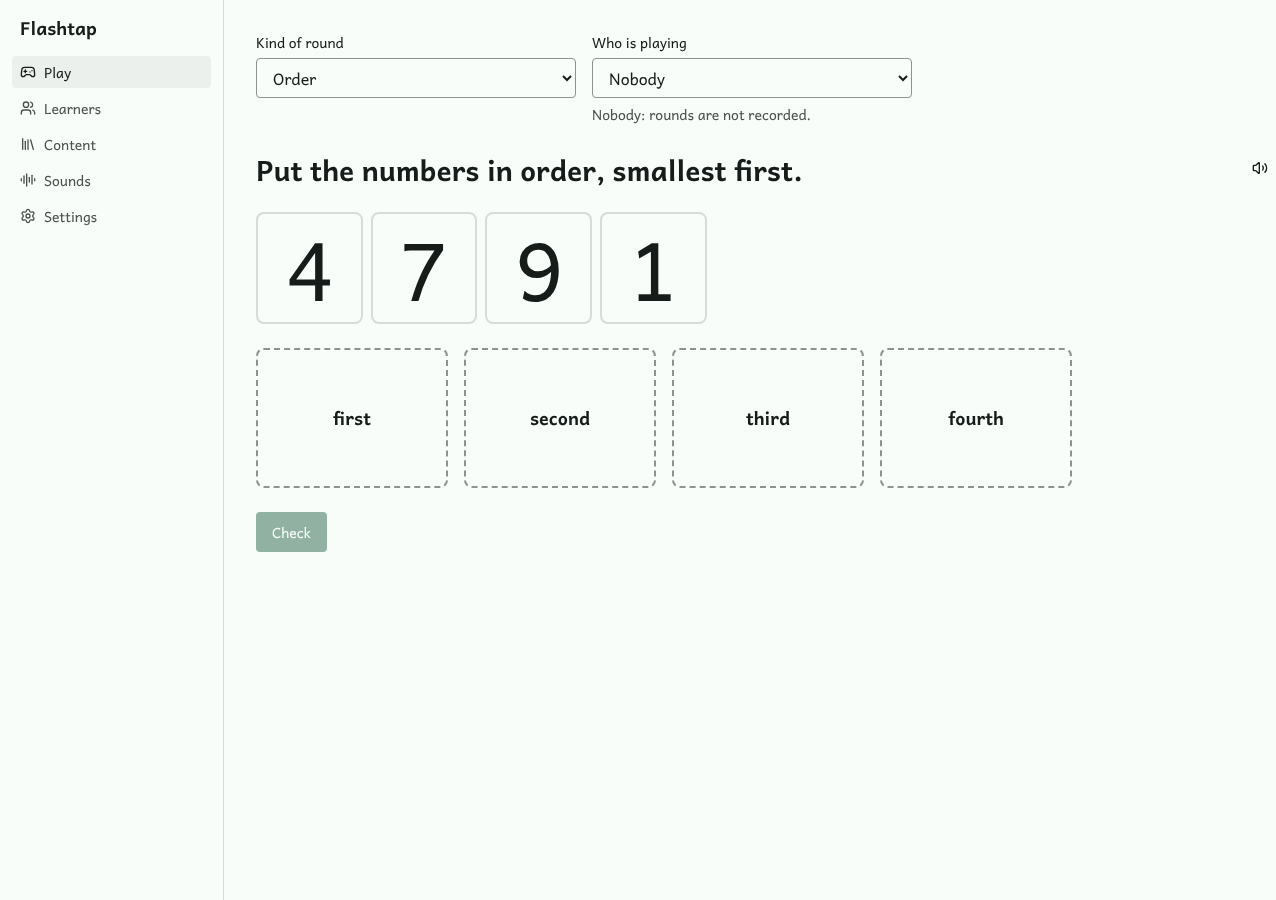 Flashtap
Play
Learners
Content
Sounds
Settings
Kind of round
Who is playing
Order
Nobody
Nobody: rounds are not recorded.
Put the numbers in order, smallest first.
4 7 9 1
first second third fourth
Check